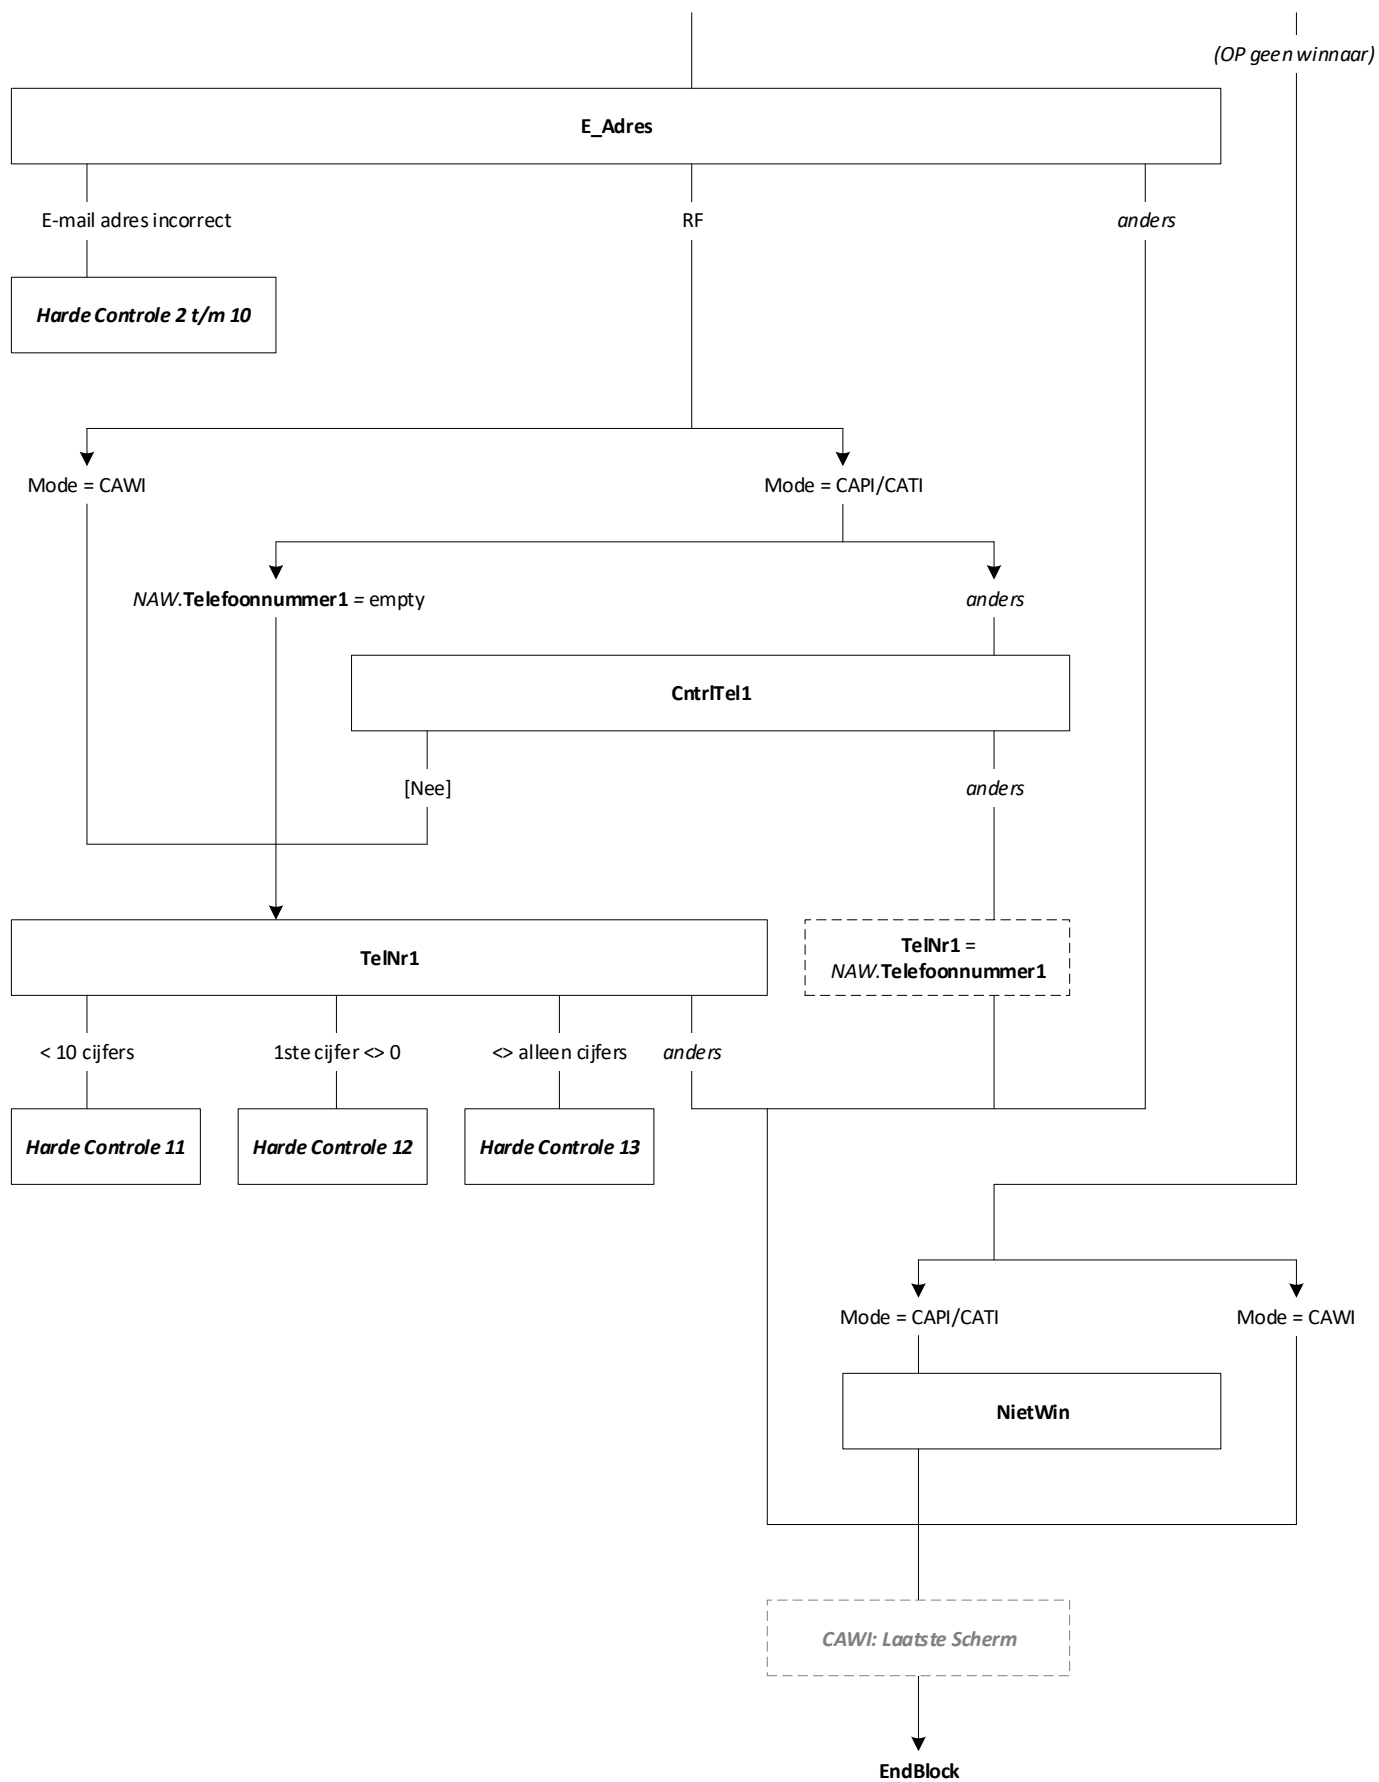 (OP geen winnaar)
E_Adres
E-mail adres incorrect
RF
anders
Harde Controle 2 t/m 10
Mode = CAWI
Mode = CAPI/CATI
NAW.Telefoonnummer1 = empty
anders
CntrlTel1
[Nee]
anders
TelNr1
TelNr1 =
NAW.Telefoonnummer1
< 10 cijfers
1ste cijfer <> 0
<> alleen cijfers
anders
Harde Controle 11
Harde Controle 12
Harde Controle 13
Mode = CAPI/CATI
Mode = CAWI
NietWin
CAWI: Laatste Scherm
EndBlock